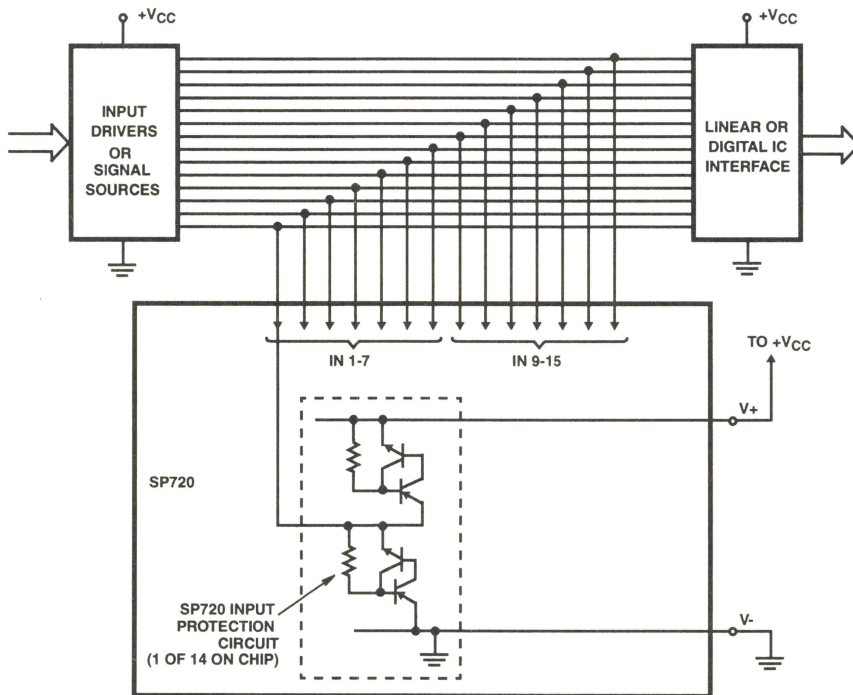 +VCC
+VCC
INPUT
DRIVERS
OR
SIGNAL
SOURCES
LINEAR OR
DIGITAL IC
INTERFACE
IN 1-7
IN 9-15
TO +VCC
V+
SP720
SP720 INPUT
PROTECTION
CIRCUIT
(1 OF 14 ON CHIP)
V-